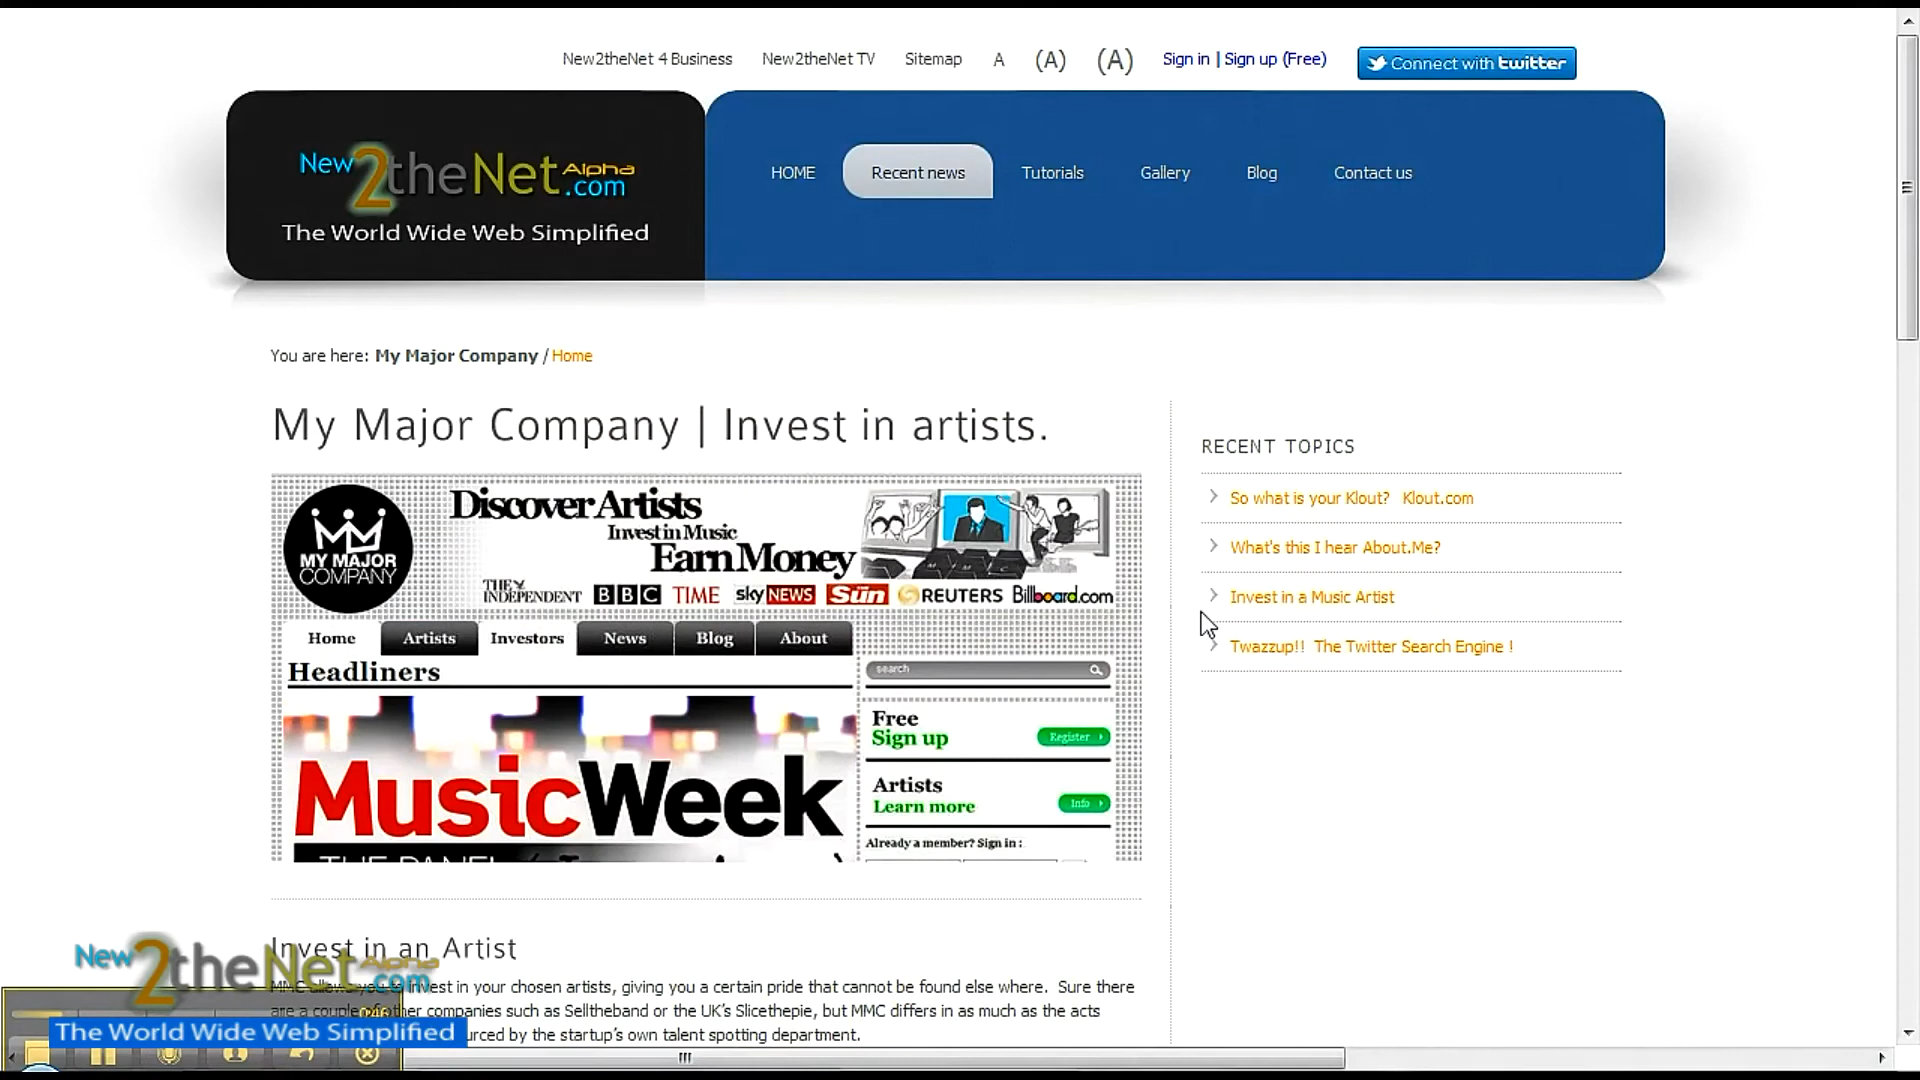 New2theNet 4 Business New2theNet TV Sitemap A (A) (A) Sign in | Sign up (Free) Connect with twitter
New2theNet Alpha .com
The World Wide Web Simplified
HOME Recent news Tutorials Gallery Blog Contact us
You are here: My Major Company / Home
My Major Company | Invest in artists.
MY MAJOR COMPANY
Discover Artists
Invest in Music
Earn Money
THE INDEPENDENT BBC TIME sky NEWS The Sun REUTERS Billboard.com
Home Artists Investors News Blog About
Headliners
search
MusicWeek
THE PANEL
Free
Sign up
Register
Artists
Learn more
Info
Already a member? Sign in :
RECENT TOPICS
So what is your Klout? Klout.com
What's this I hear About.Me?
Invest in a Music Artist
Twazzup!! The Twitter Search Engine !
Invest in an Artist
MMC allows you to invest in your chosen artists, giving you a certain pride that cannot be found else where. Sure there
are a couple of other companies such as Selltheband or the UK's Slicethepie, but MMC differs in as much as the acts
urced by the startup's own talent spotting department.
New2theNet Alpha .com
0:46
The World Wide Web Simplified